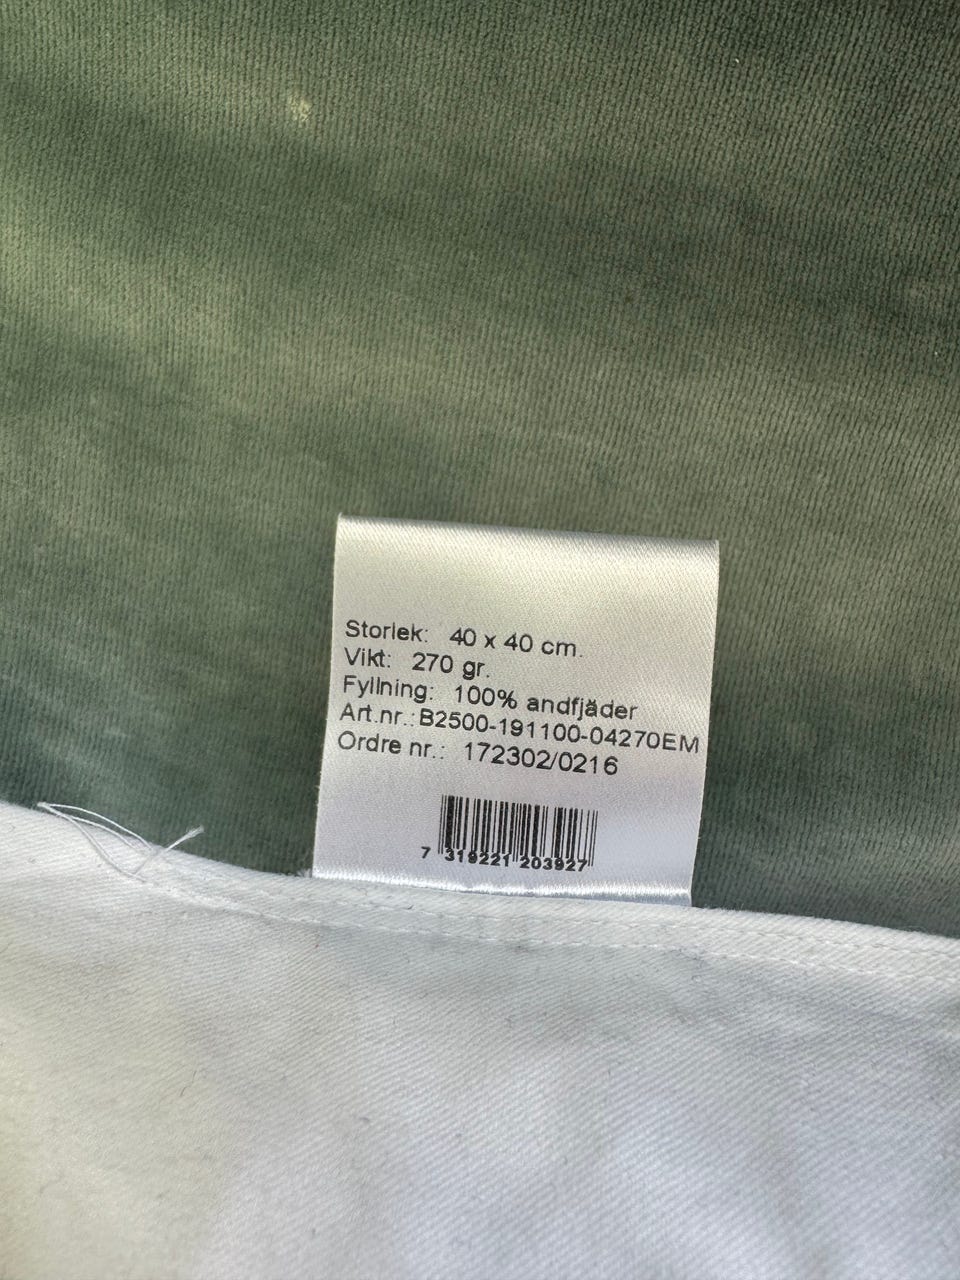 Storlek: 40 x 40 cm.
Vikt: 270 gr.
Fyllning: 100% andfjäder
Art.nr.: B2500-191100-04270EM
Ordre nr.: 172302/0216
7 319221 203927